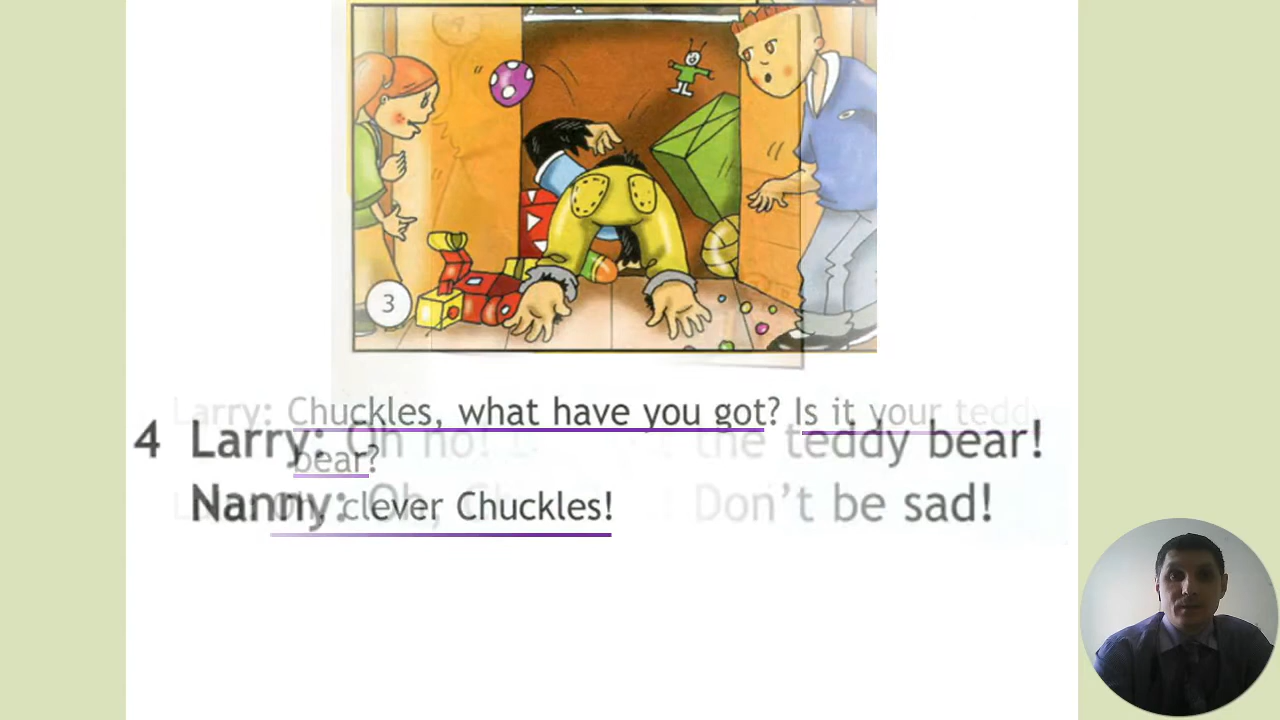 3
Larry: Chuckles, what have you got? Is it your teddy
bear?
clever Chuckles!
4 Larry: Oh no! the teddy bear!
Nanny: Oh, Don't be sad!